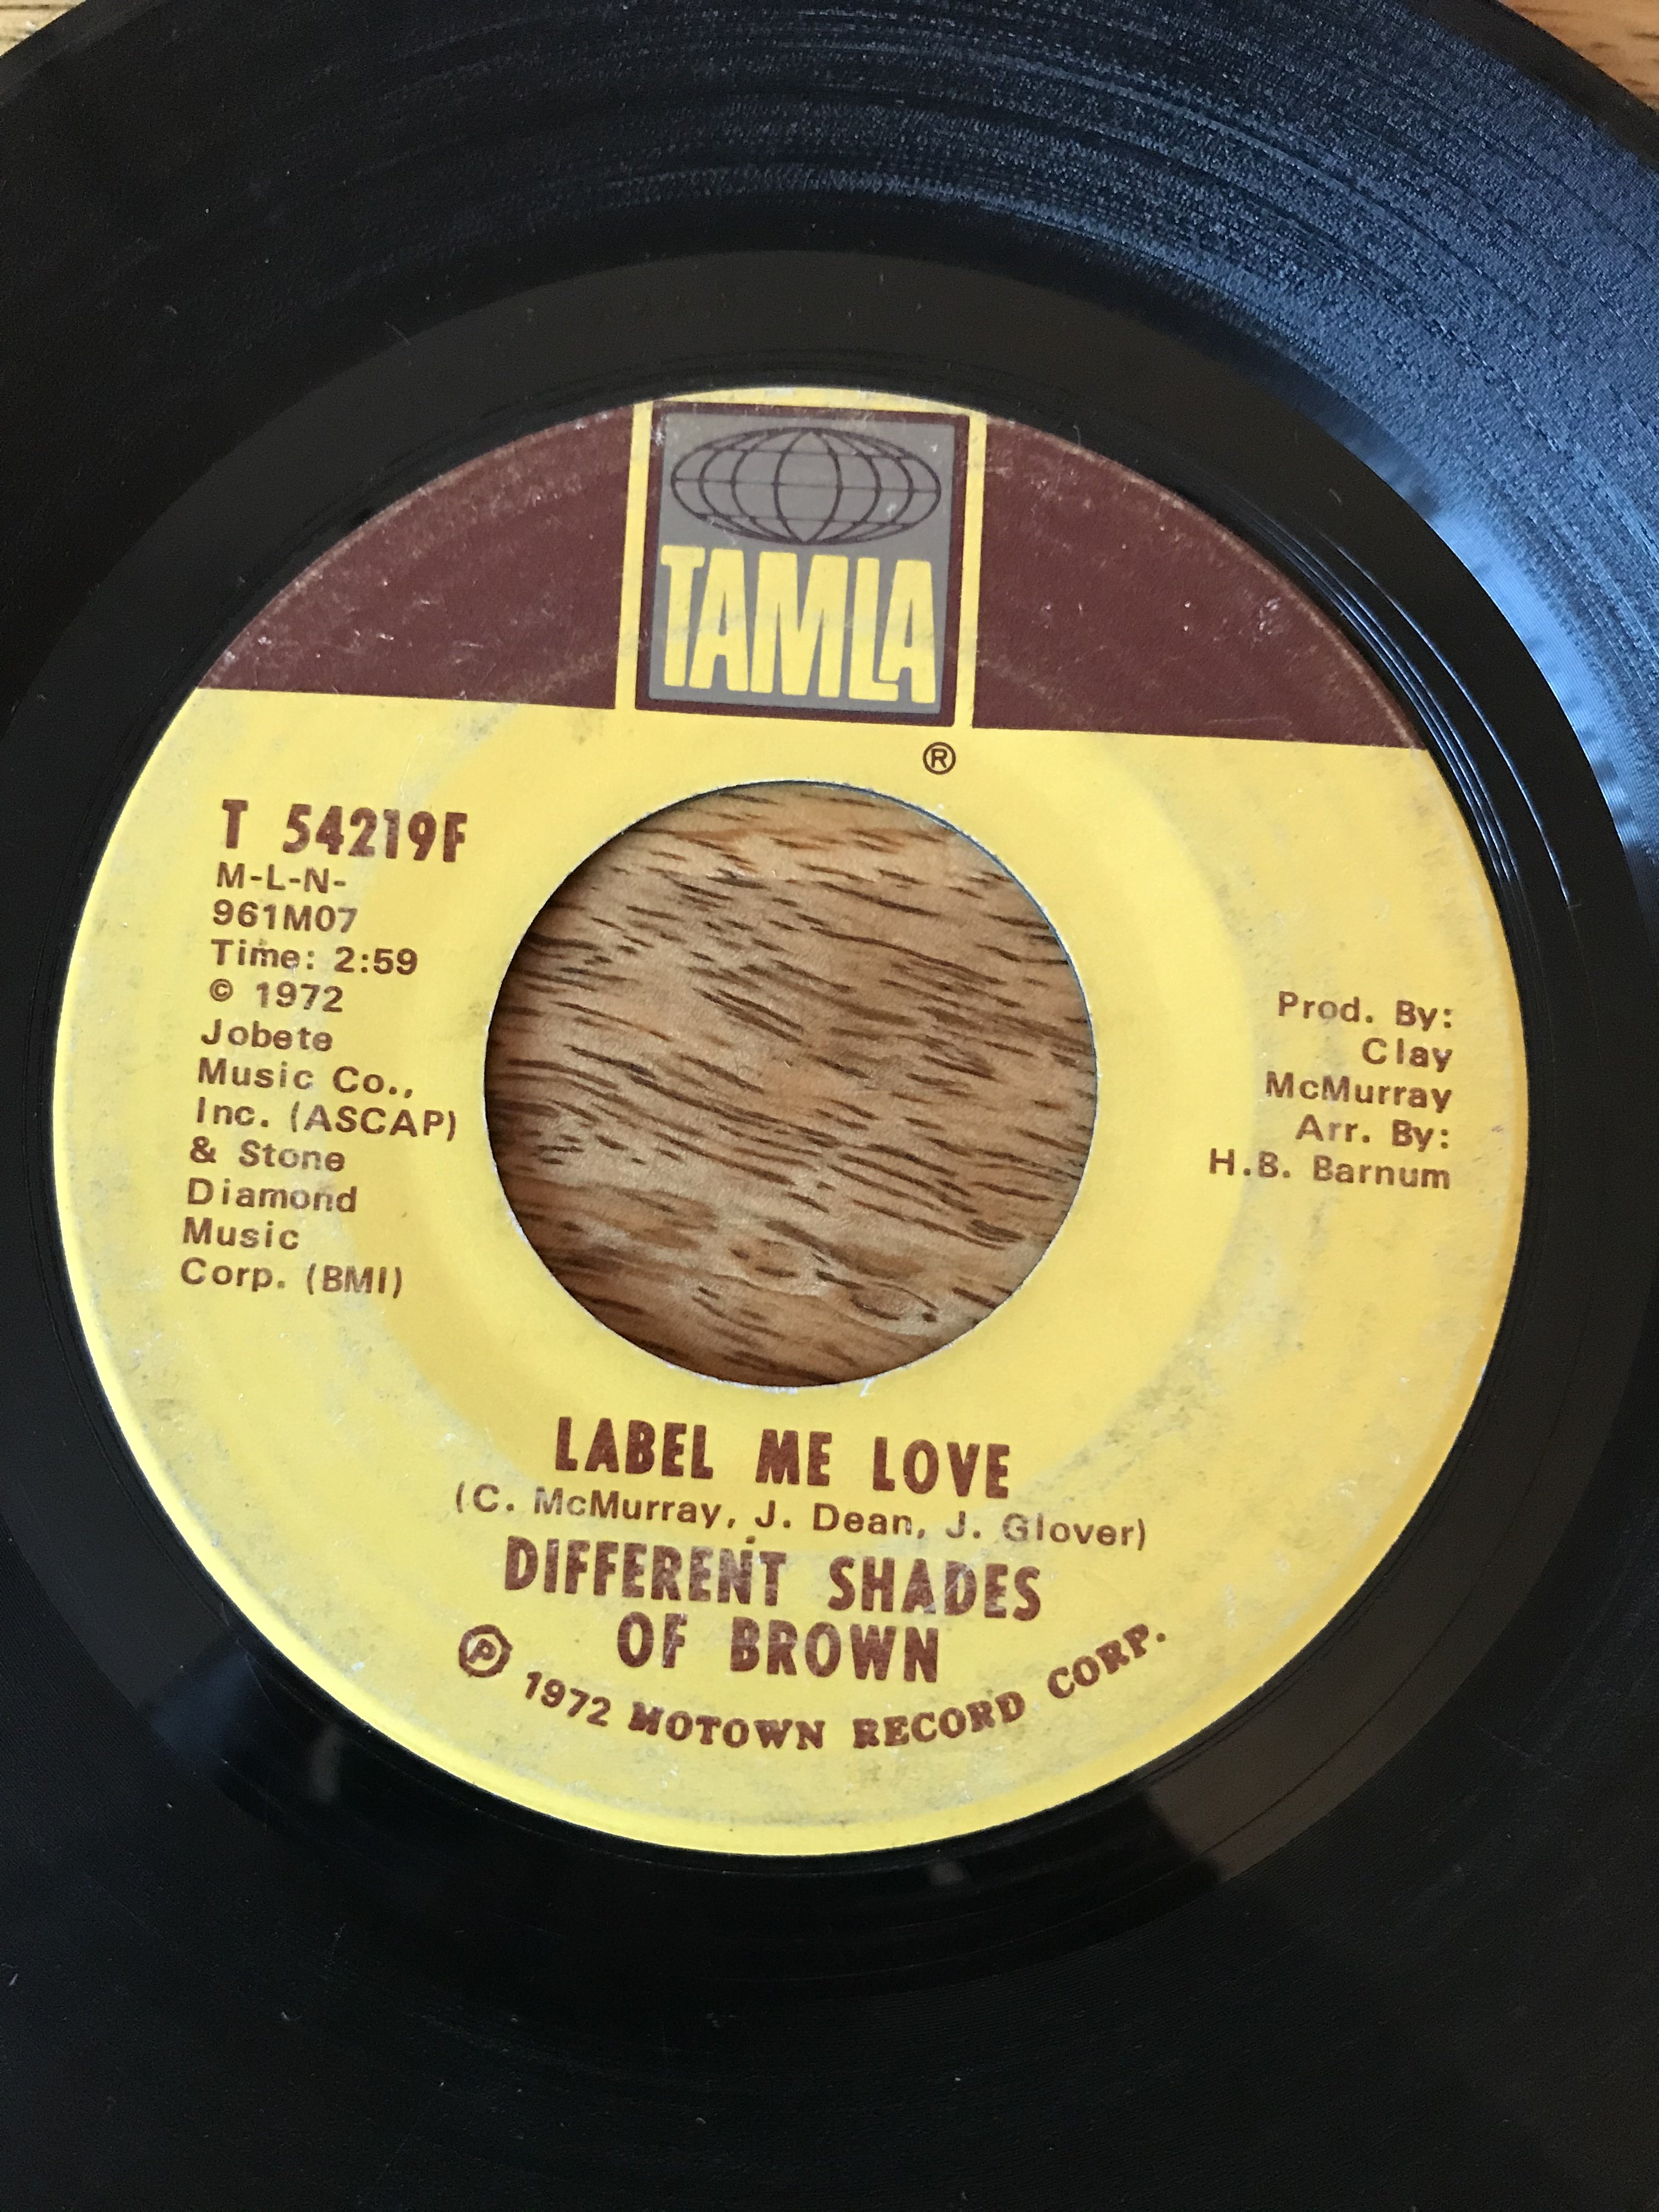 TAMLA
®
T 54219F
M-L-N-
961M07
Time: 2:59
© 1972
Jobete
Music Co.,
Inc. (ASCAP)
& Stone
Diamond
Music
Corp. (BMI)
Prod. By:
Clay
McMurray
Arr. By:
H.B. Barnum
LABEL ME LOVE
(C. McMurray, J. Dean, J. Glover)
DIFFERENT SHADES
OF BROWN
℗ 1972 MOTOWN RECORD CORP.